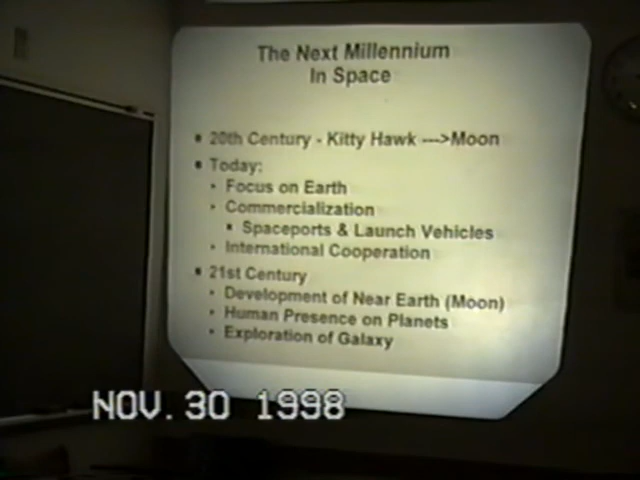 The Next Millennium
In Space
▪ 20th Century - Kitty Hawk --->Moon
▪ Today:
• Focus on Earth
• Commercialization
▪ Spaceports & Launch Vehicles
• International Cooperation
▪ 21st Century
• Development of Near Earth (Moon)
• Human Presence on Planets
• Exploration of Galaxy
NOV. 30 1998